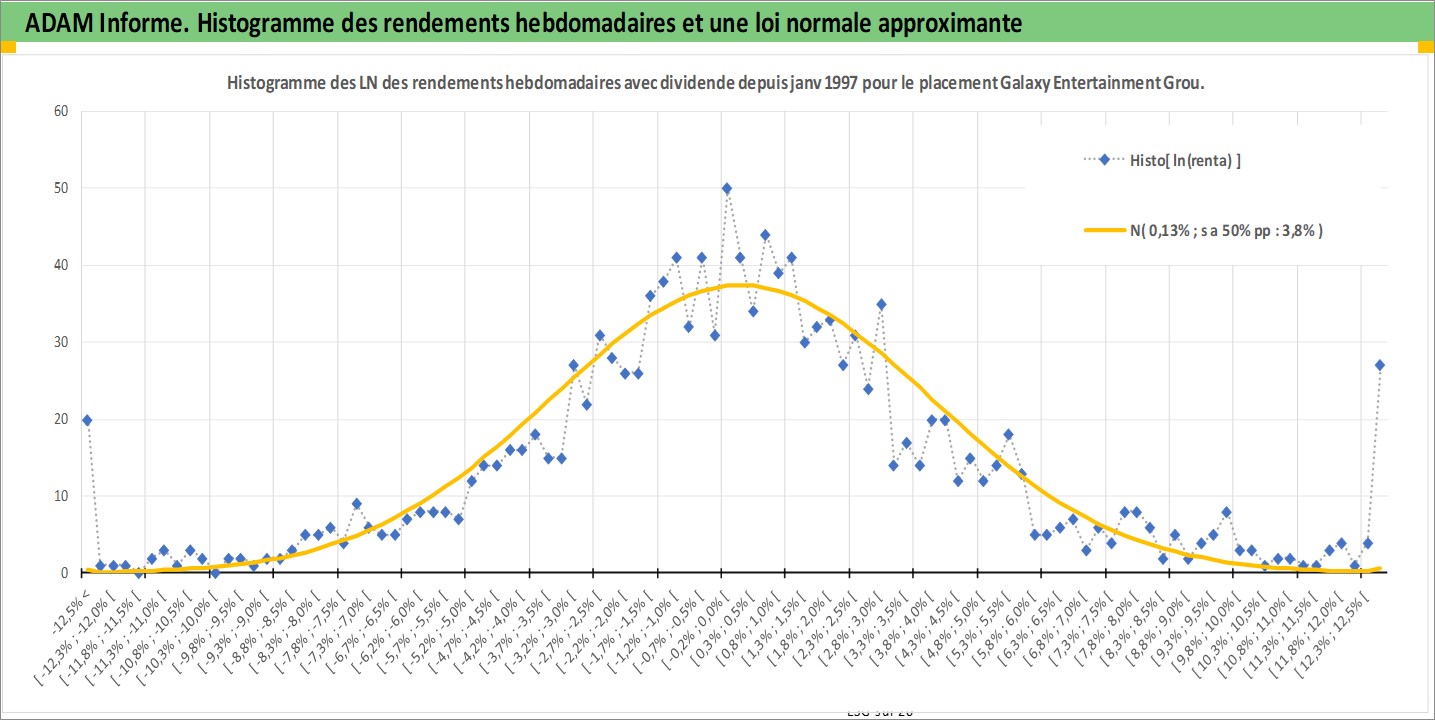 ADAM Informe. Histogramme des rendements hebdomadaires et une loi normale approximante
Histogramme des LN des rendements hebdomadaires avec dividende depuis janv 1997 pour le placement Galaxy Entertainment Grou.
60
50
40
30
20
10
0
Histo[ ln(renta) ]
N( 0,13% ; s a 50% pp : 3,8% )
-12,5% <
[ -12,3% ; -12,0% [
[ -11,8% ; -11,5% [
[ -11,3% ; -11,0% [
[ -10,8% ; -10,5% [
[ -10,3% ; -10,0% [
[ -9,8% ; -9,5% [
[ -9,3% ; -9,0% [
[ -8,8% ; -8,5% [
[ -8,3% ; -8,0% [
[ -7,8% ; -7,5% [
[ -7,3% ; -7,0% [
[ -6,7% ; -6,5% [
[ -6,2% ; -6,0% [
[ -5,7% ; -5,5% [
[ -5,2% ; -5,0% [
[ -4,7% ; -4,5% [
[ -4,2% ; -4,0% [
[ -3,7% ; -3,5% [
[ -3,2% ; -3,0% [
[ -2,7% ; -2,5% [
[ -2,2% ; -2,0% [
[ -1,7% ; -1,5% [
[ -1,2% ; -1,0% [
[ -0,7% ; -0,5% [
[ -0,2% ; 0,0% [
[ 0,3% ; 0,5% [
[ 0,8% ; 1,0% [
[ 1,3% ; 1,5% [
[ 1,8% ; 2,0% [
[ 2,3% ; 2,5% [
[ 2,8% ; 3,0% [
[ 3,3% ; 3,5% [
[ 3,8% ; 4,0% [
[ 4,3% ; 4,5% [
[ 4,8% ; 5,0% [
[ 5,3% ; 5,5% [
[ 5,8% ; 6,0% [
[ 6,3% ; 6,5% [
[ 6,8% ; 7,0% [
[ 7,3% ; 7,5% [
[ 7,8% ; 8,0% [
[ 8,3% ; 8,5% [
[ 8,8% ; 9,0% [
[ 9,3% ; 9,5% [
[ 9,8% ; 10,0% [
[ 10,3% ; 10,5% [
[ 10,8% ; 11,0% [
[ 11,3% ; 11,5% [
[ 11,8% ; 12,0% [
[ 12,3% ; 12,5% [